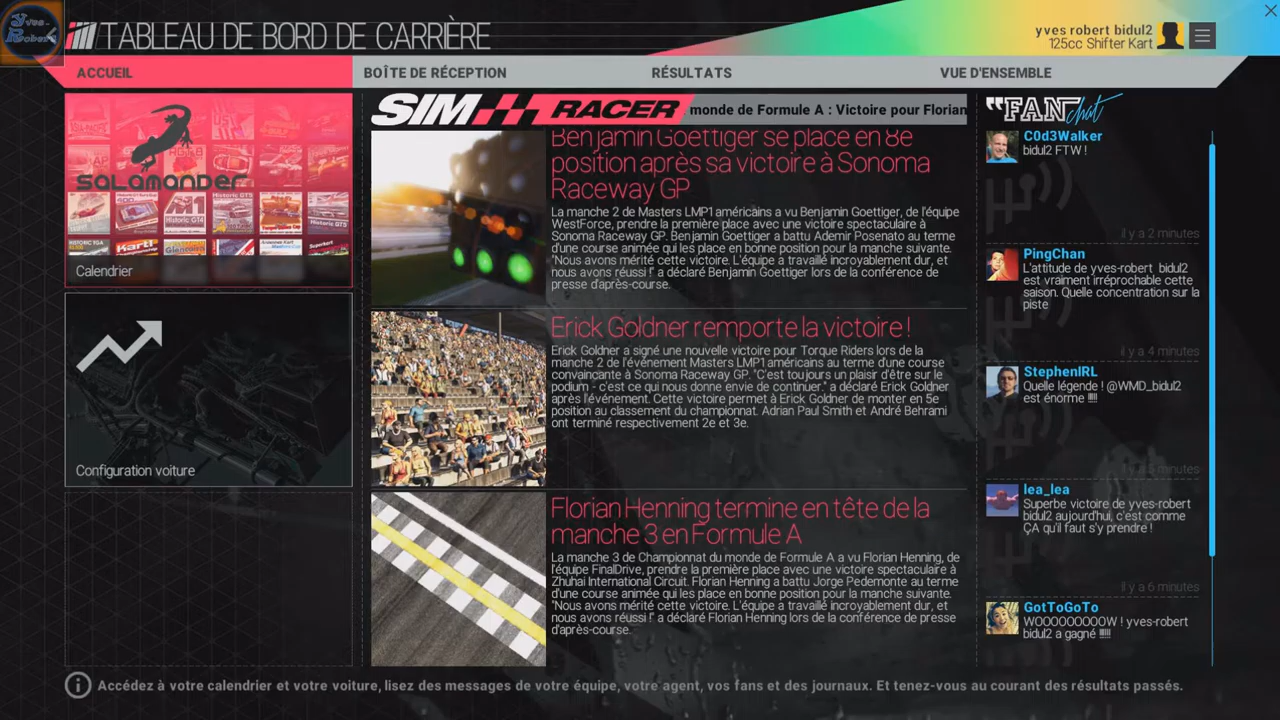 Yves-
Robert
TABLEAU DE BORD DE CARRIÈRE
yves robert bidul2
125cc Shifter Kart
ACCUEIL
BOÎTE DE RÉCEPTION
RÉSULTATS
VUE D'ENSEMBLE
SALAMANDER
Calendrier
Configuration voiture
SIM RACER
monde de Formule A : Victoire pour Florian
Benjamin Goettiger se place en 8e
position après sa victoire à Sonoma
Raceway GP
La manche 2 de Masters LMP1 américains a vu Benjamin Goettiger, de l'équipe
WestForce, prendre la première place avec une victoire spectaculaire à
Sonoma Raceway GP. Benjamin Goettiger a battu Ademir Posenato au terme
d'une course animée qui les place en bonne position pour la manche suivante.
"Nous avons mérité cette victoire. L'équipe a travaillé incroyablement dur, et
nous avons réussi !" a déclaré Benjamin Goettiger lors de la conférence de
presse d'après-course.
Erick Goldner remporte la victoire !
Erick Goldner a signé une nouvelle victoire pour Torque Riders lors de la
manche 2 de l'événement Masters LMP1 américains au terme d'une course
convaincante à Sonoma Raceway GP. "C'est toujours un plaisir d'être sur le
podium - c'est ce qui nous donne envie de continuer." a déclaré Erick Goldner
après l'événement. Cette victoire permet à Erick Goldner de monter en 5e
position au classement du championnat. Adrian Paul Smith et André Behrami
ont terminé respectivement 2e et 3e.
Florian Henning termine en tête de la
manche 3 en Formule A
La manche 3 de Championnat du monde de Formule A a vu Florian Henning, de
l'équipe FinalDrive, prendre la première place avec une victoire spectaculaire à
Zhuhai International Circuit. Florian Henning a battu Jorge Pedemonte au terme
d'une course animée qui les place en bonne position pour la manche suivante.
"Nous avons mérité cette victoire. L'équipe a travaillé incroyablement dur, et
nous avons réussi !" a déclaré Florian Henning lors de la conférence de presse
d'après-course.
"FANchat
C0d3Walker
bidul2 FTW !
il y a 2 minutes
PingChan
L'attitude de yves-robert bidul2
est vraiment irréprochable cette
saison. Quelle concentration sur la
piste
il y a 4 minutes
StephenIRL
Quelle légende ! @WMD_bidul2
est énorme !!!!!
il y a 5 minutes
lea_lea
Superbe victoire de yves-robert
bidul2 aujourd'hui, c'est comme
ÇA qu'il faut s'y prendre !
il y a 6 minutes
GotToGoTo
WOOOOOOOOW ! yves-robert
bidul2 a gagné !!!!!
Accédez à votre calendrier et votre voiture, lisez des messages de votre équipe, votre agent, vos fans et des journaux. Et tenez-vous au courant des résultats passés.